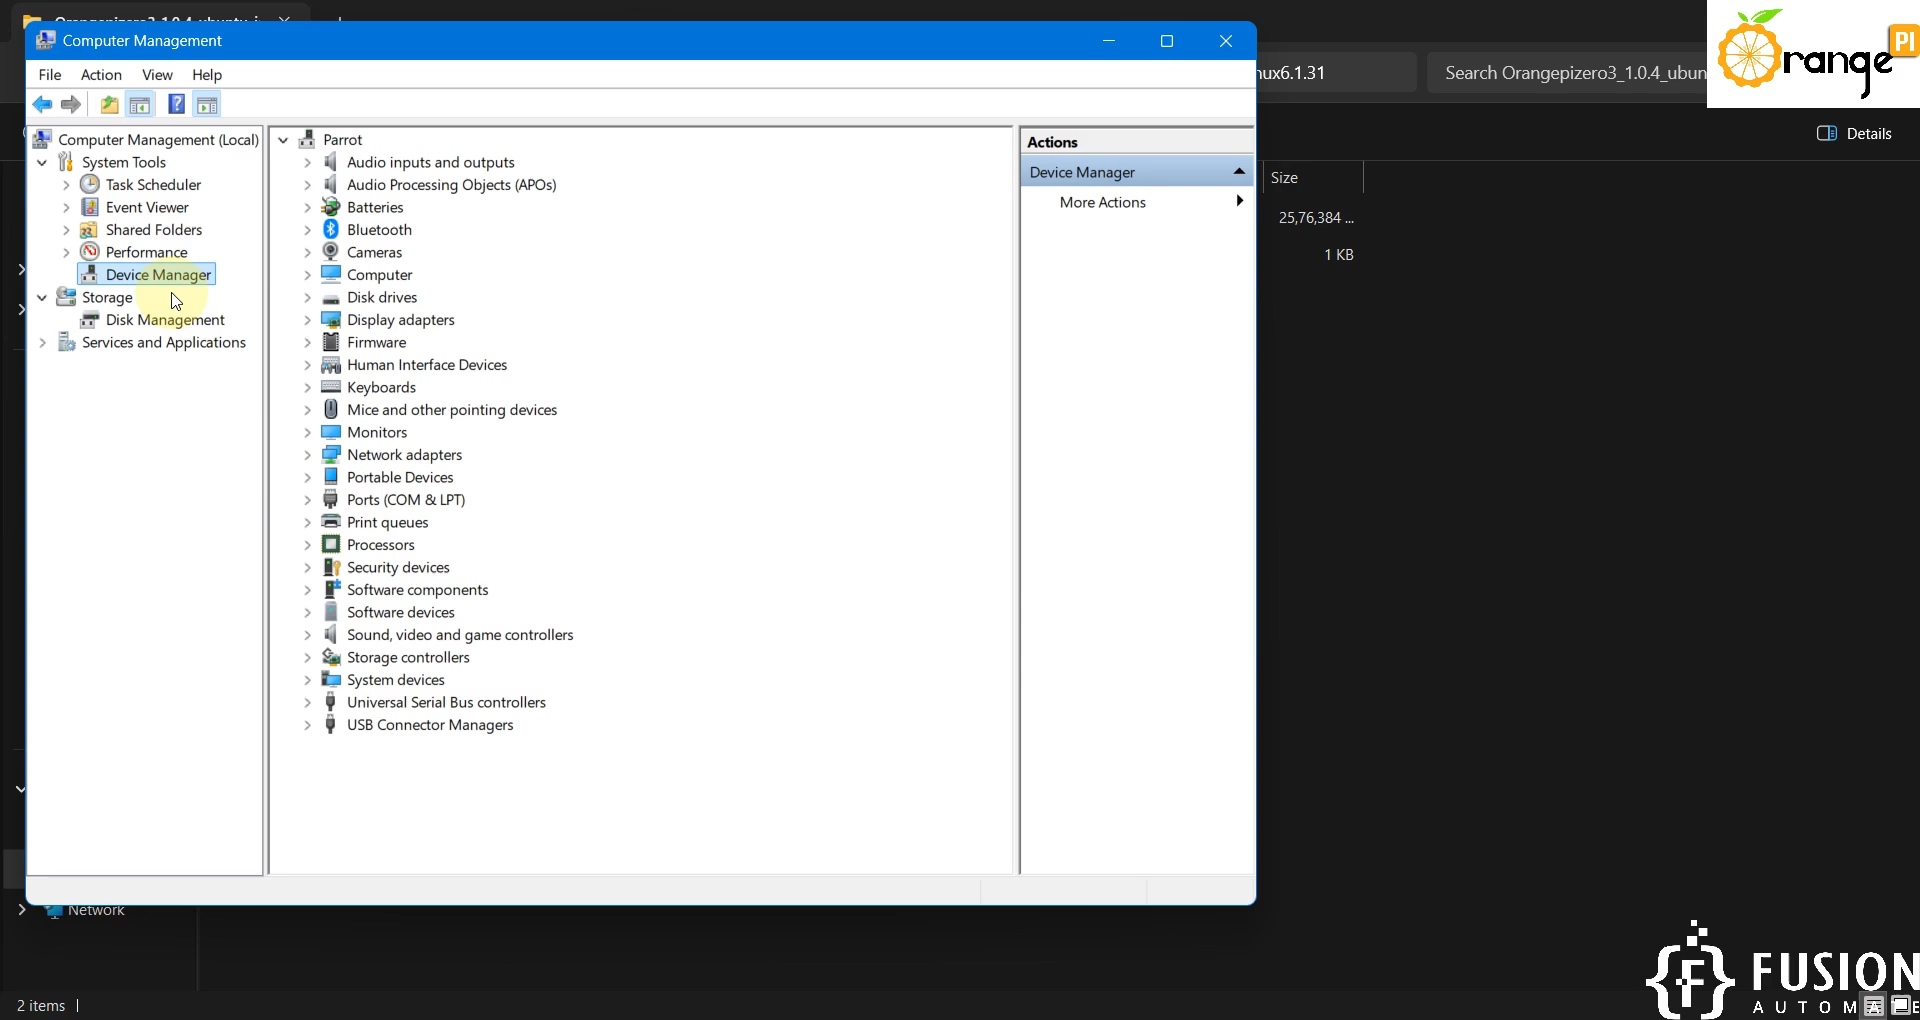 Computer Management
File Action View Help
Computer Management (Local)
System Tools
Task Scheduler
Event Viewer
Shared Folders
Performance
Device Manager
Storage
Disk Management
Services and Applications
Parrot
Audio inputs and outputs
Audio Processing Objects (APOs)
Batteries
Bluetooth
Cameras
Computer
Disk drives
Display adapters
Firmware
Human Interface Devices
Keyboards
Mice and other pointing devices
Monitors
Network adapters
Portable Devices
Ports (COM & LPT)
Print queues
Processors
Security devices
Software components
Software devices
Sound, video and game controllers
Storage controllers
System devices
Universal Serial Bus controllers
USB Connector Managers
Actions
Device Manager
More Actions
nux6.1.31
Search Orangepizero3_1.0.4_ubun
range PI
Details
Size
25,76,384 ...
1 KB
Network
2 items
{F} FUSION
AUTOM